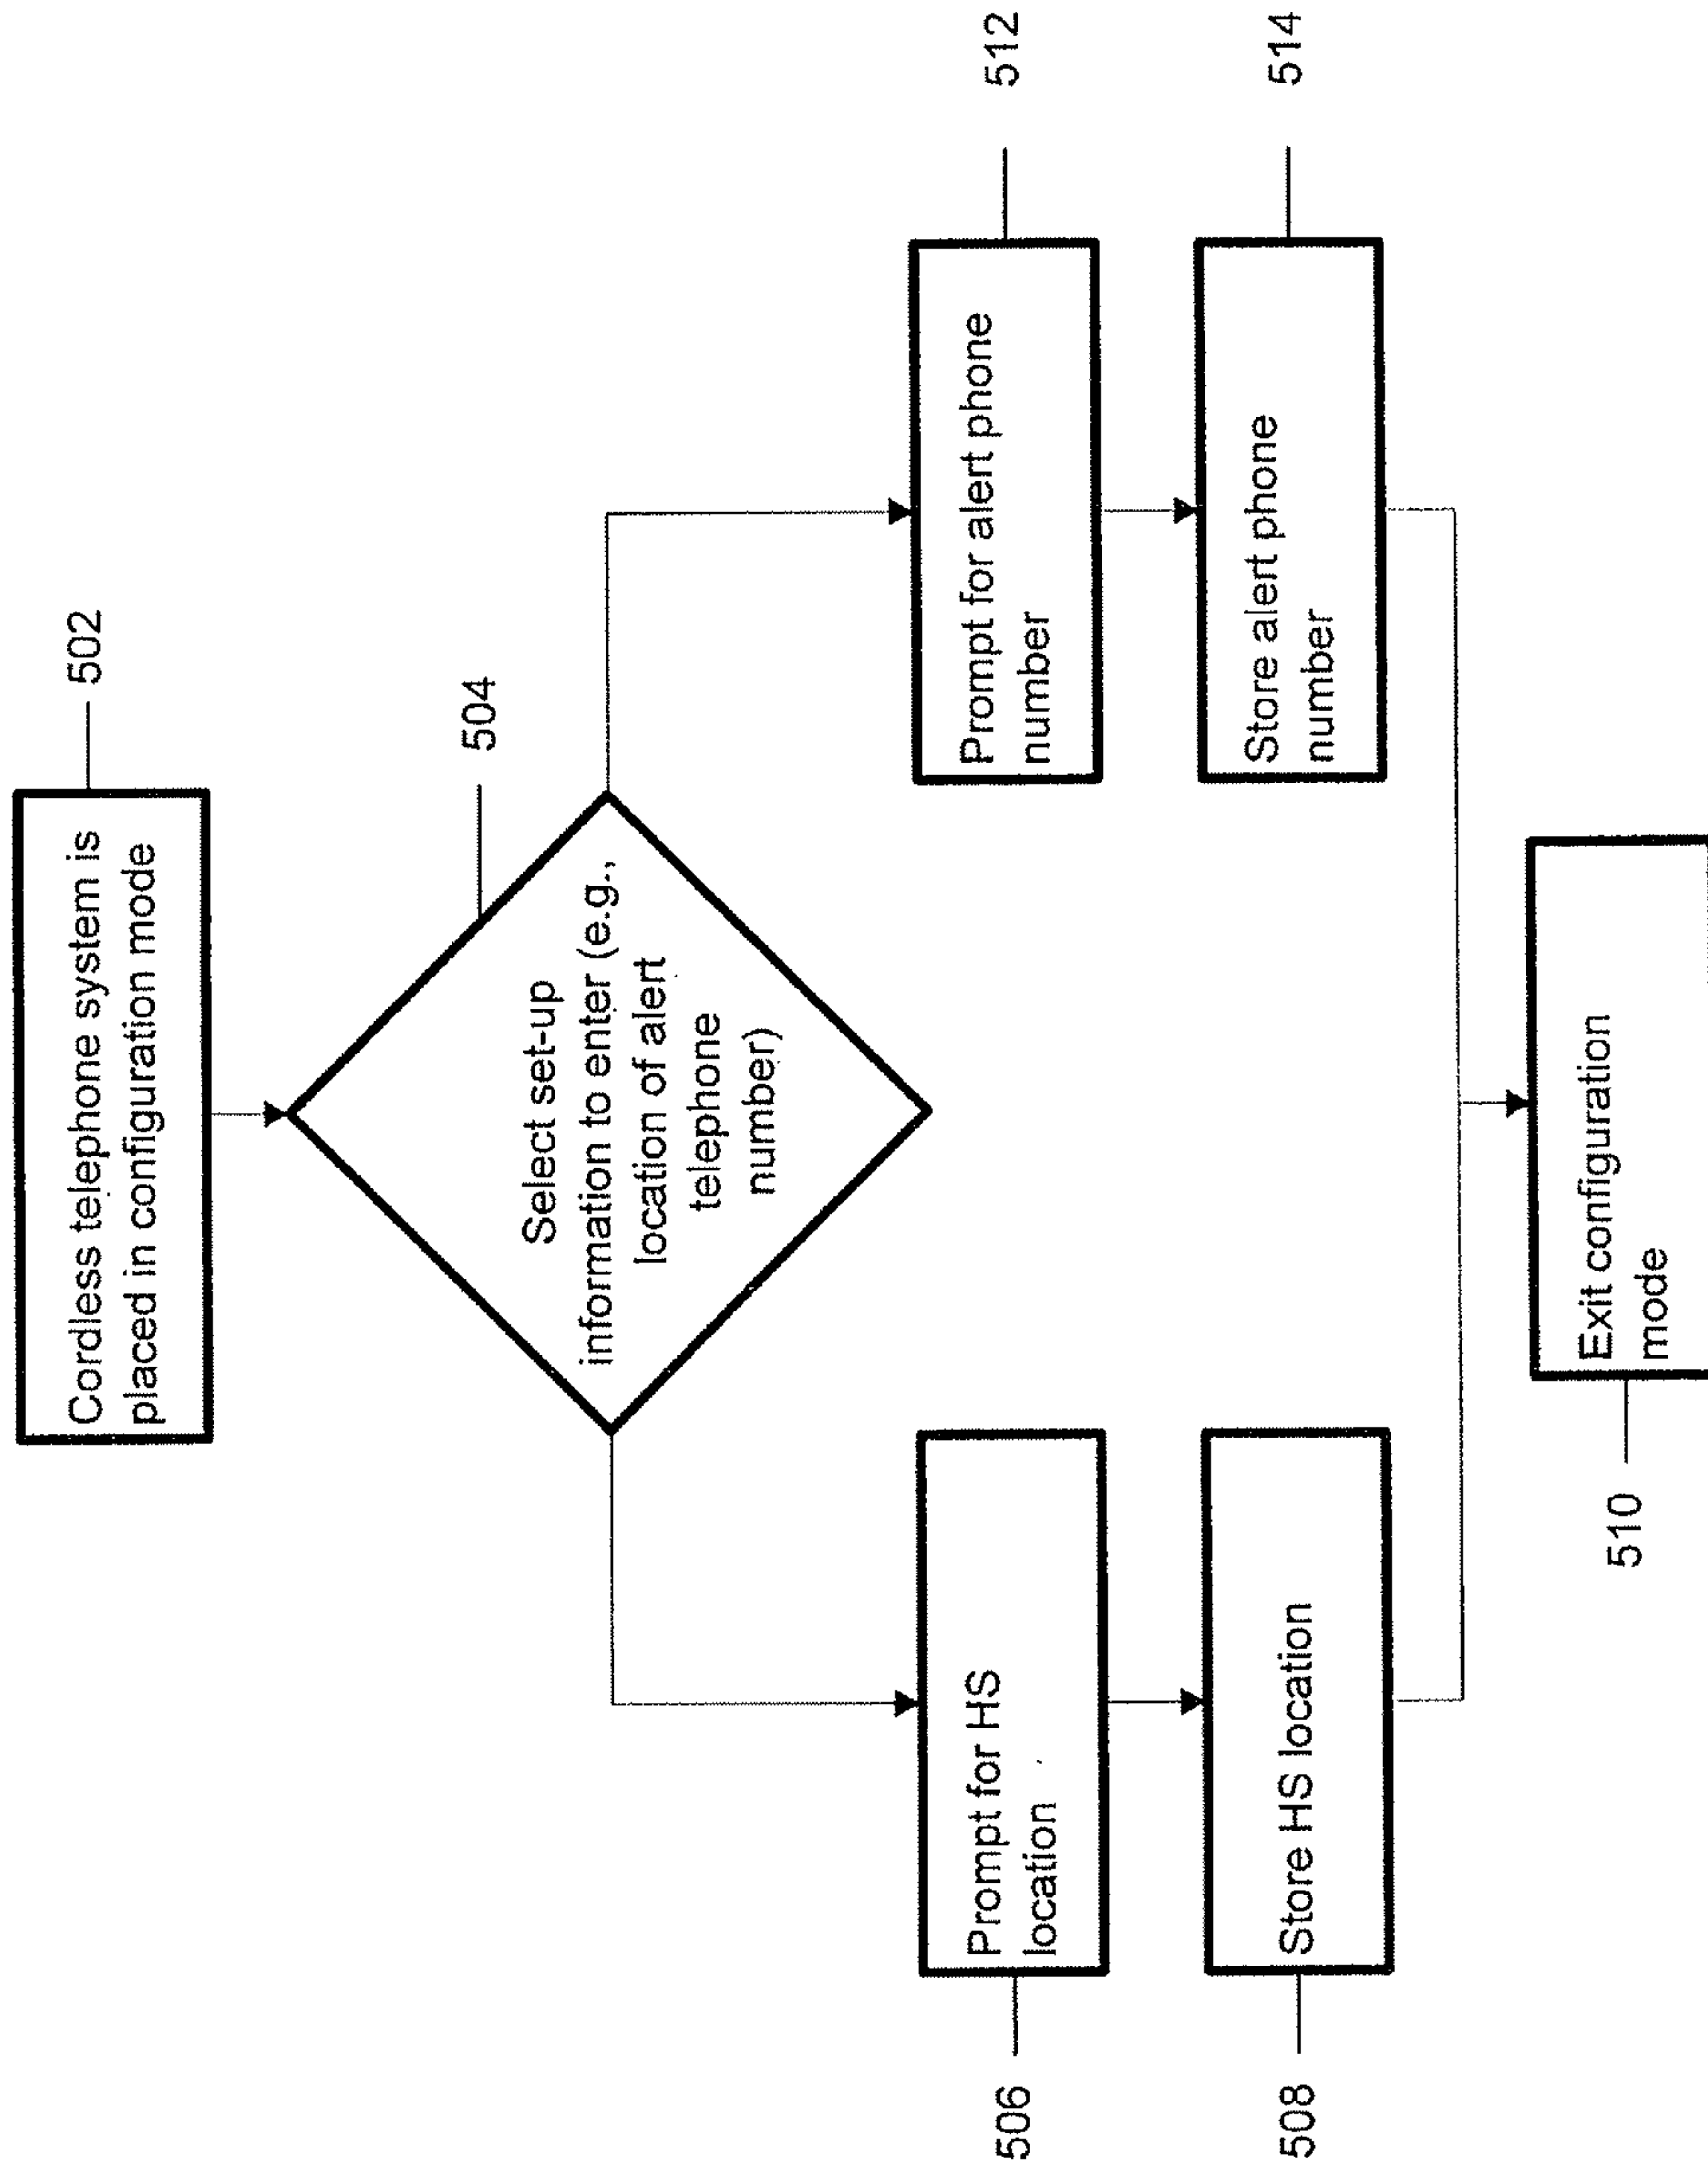 Cordless telephone system is
placed in configuration mode
502
504
Select set-up
information to enter (e.g.,
location of alert
telephone
number)
Prompt for HS
location
506
Prompt for alert phone
number
512
Store HS location
508
Store alert phone
number
514
Exit configuration
mode
510